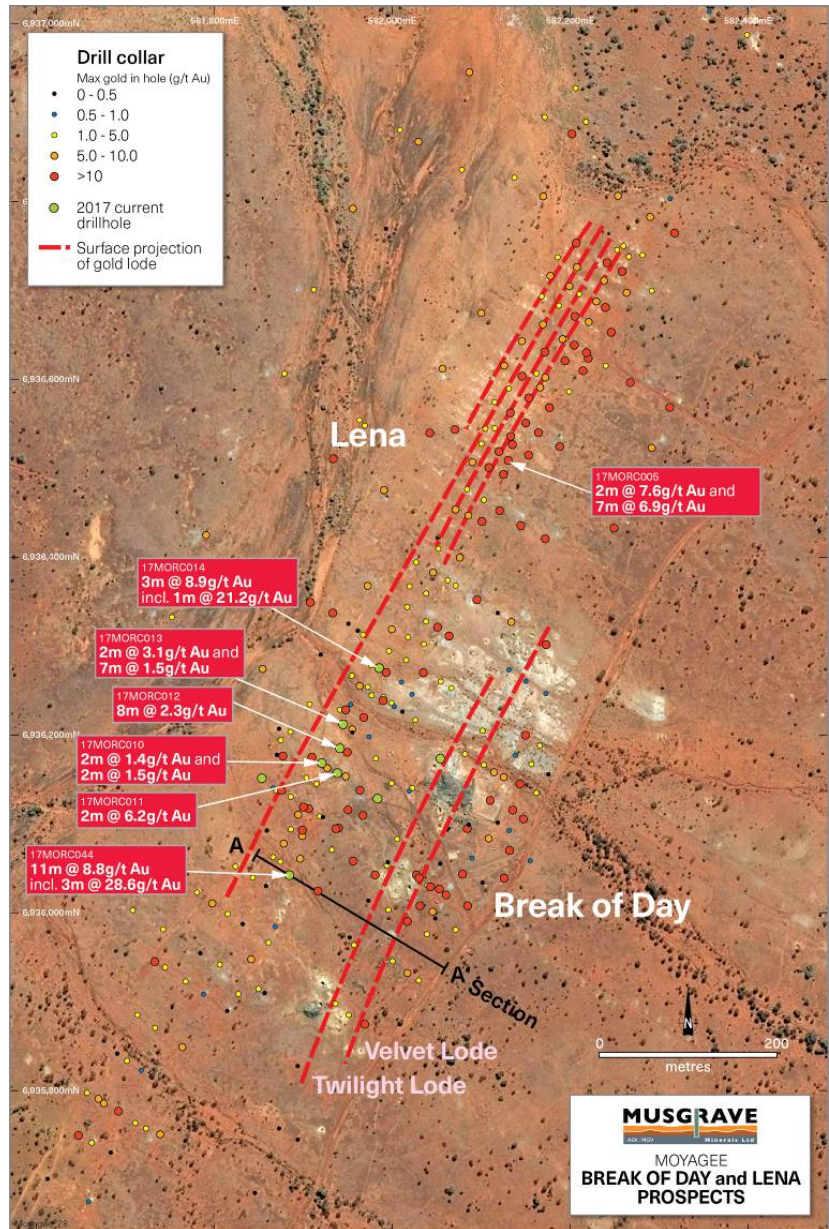 6,937,000mN
581,800mE
582,000mE
582,200mE
582,400mE
Drill collar
Max gold in hole (g/t Au)
0 - 0.5
0.5 - 1.0
1.0 - 5.0
5.0 - 10.0
>10
2017 current
drillhole
Surface projection
of gold lode
6,936,600mN
Lena
17MORC005
2m @ 7.6g/t Au and
7m @ 6.9g/t Au
6,936,400mN
17MORC014
3m @ 8.9g/t Au
incl. 1m @ 21.2g/t Au
17MORC013
2m @ 3.1g/t Au and
7m @ 1.5g/t Au
17MORC012
8m @ 2.3g/t Au
6,936,200mN
17MORC010
2m @ 1.4g/t Au and
2m @ 1.5g/t Au
17MORC011
2m @ 6.2g/t Au
A
17MORC044
11m @ 8.8g/t Au
incl. 3m @ 28.6g/t Au
6,936,000mN
Break of Day
A' Section
N
0
200
metres
Velvet Lode
Twilight Lode
6,935,800mN
MUSGRAVE
ASX: MGV
Minerals Ltd
MOYAGEE
BREAK OF DAY and LENA
PROSPECTS